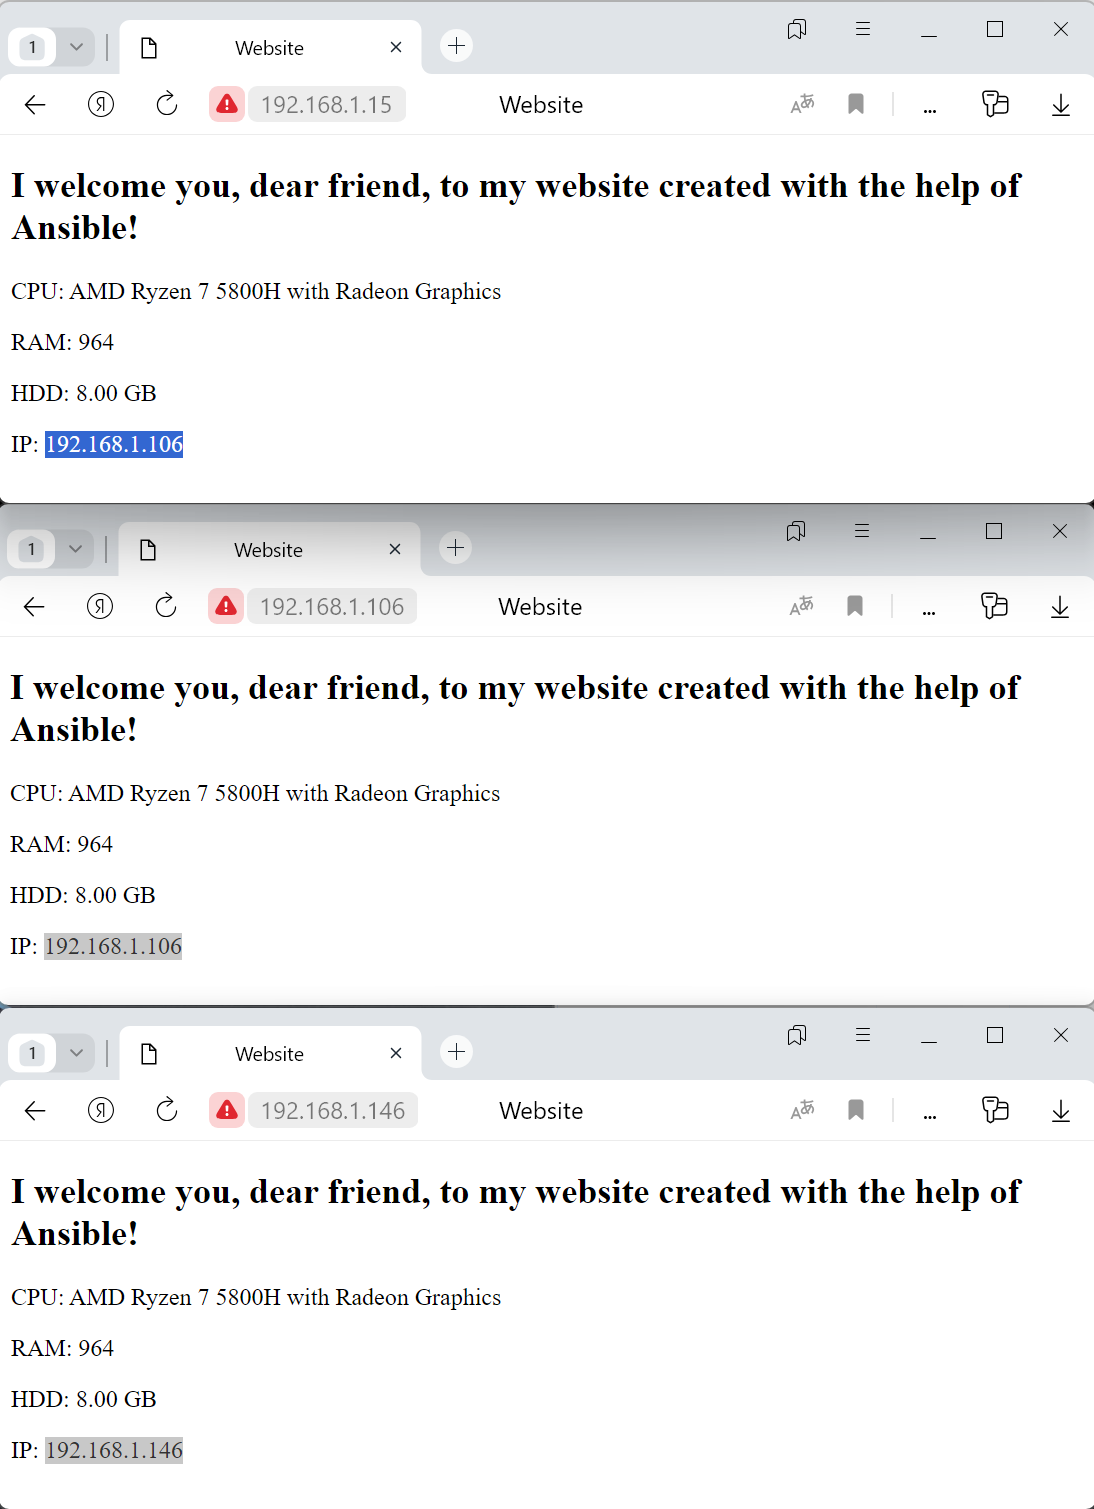 1
Website
192.168.1.15 Website
I welcome you, dear friend, to my website created with the help of
Ansible!
CPU: AMD Ryzen 7 5800H with Radeon Graphics
RAM: 964
HDD: 8.00 GB
IP: 192.168.1.106
1
Website
192.168.1.106 Website
I welcome you, dear friend, to my website created with the help of
Ansible!
CPU: AMD Ryzen 7 5800H with Radeon Graphics
RAM: 964
HDD: 8.00 GB
IP: 192.168.1.106
1
Website
192.168.1.146 Website
I welcome you, dear friend, to my website created with the help of
Ansible!
CPU: AMD Ryzen 7 5800H with Radeon Graphics
RAM: 964
HDD: 8.00 GB
IP: 192.168.1.146